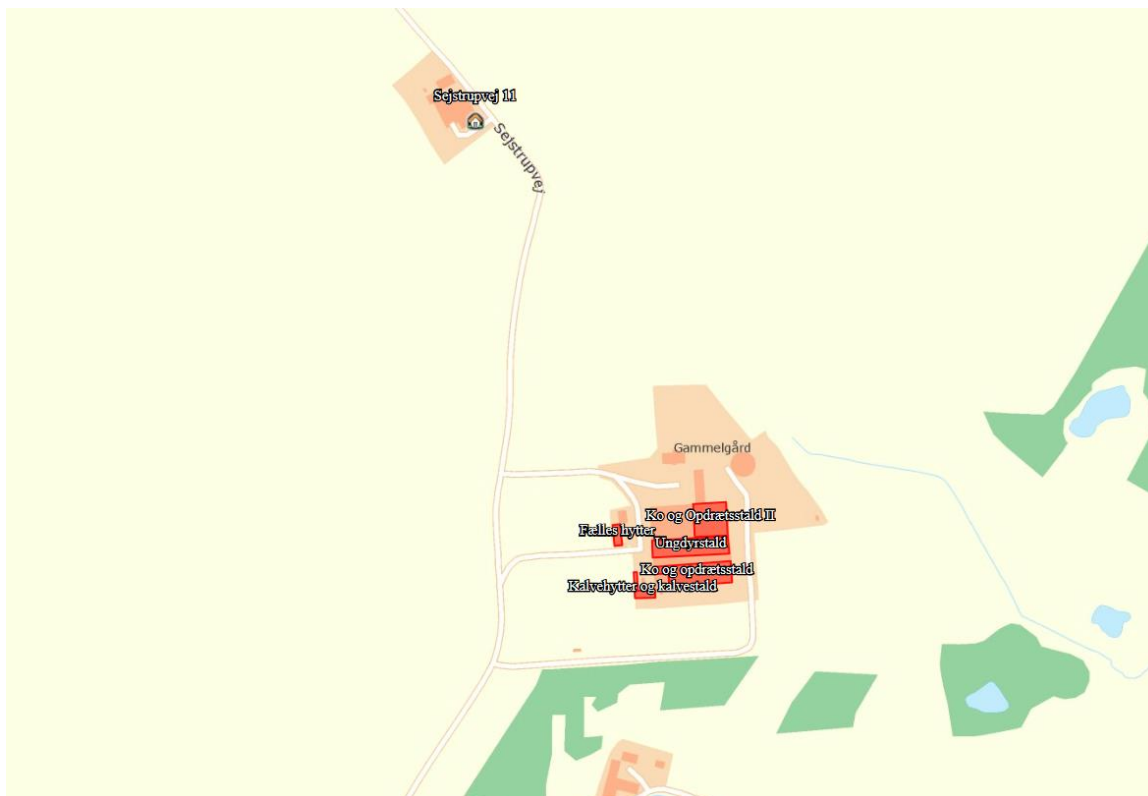 Sejstrupvej 11
Sejstrupvej
Gammelgård
Ko og Opdrætsstald II
Fælles hytter
Ungdyrstald
Ko og opdrætsstald
Kalvehytter og kalvestald